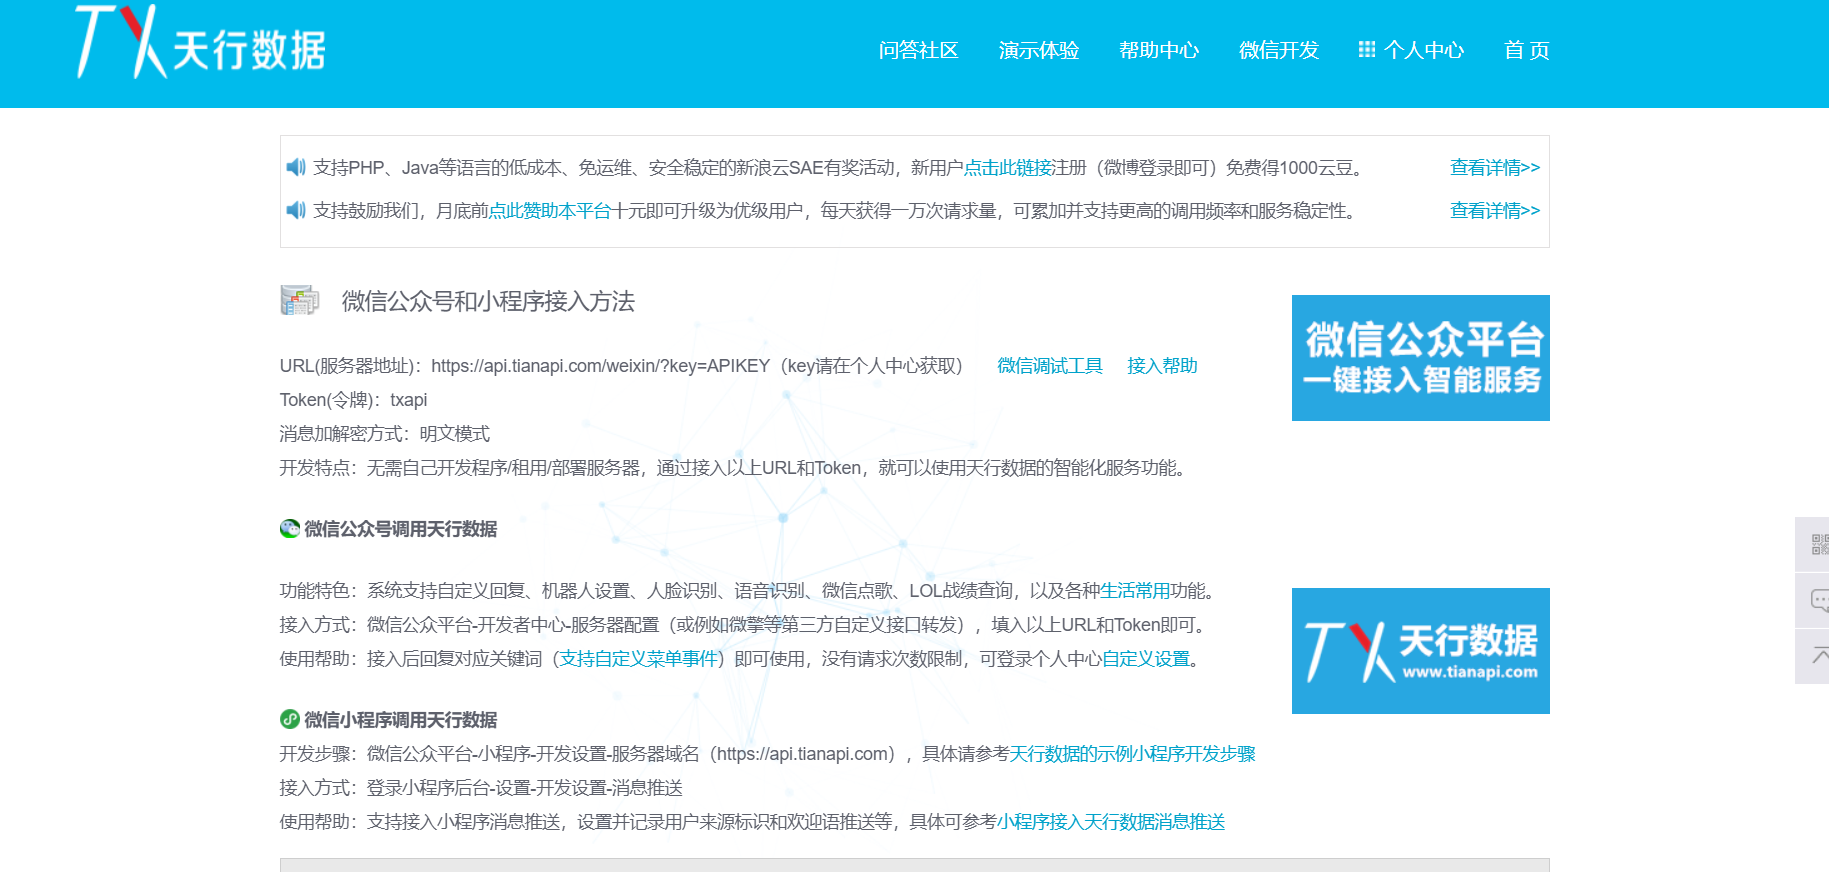 TX天行数据
问答社区 演示体验 帮助中心 微信开发 个人中心 首 页
支持PHP、Java等语言的低成本、免运维、安全稳定的新浪云SAE有奖活动，新用户点击此链接注册（微博登录即可）免费得1000云豆。 查看详情>>
支持鼓励我们，月底前点此赞助本平台十元即可升级为优级用户，每天获得一万次请求量，可累加并支持更高的调用频率和服务稳定性。 查看详情>>
微信公众号和小程序接入方法
微信公众平台
一键接入智能服务
URL(服务器地址)：https://api.tianapi.com/weixin/?key=APIKEY（key请在个人中心获取） 微信调试工具 接入帮助
Token(令牌)：txapi
消息加解密方式：明文模式
开发特点：无需自己开发程序/租用/部署服务器，通过接入以上URL和Token，就可以使用天行数据的智能化服务功能。
微信公众号调用天行数据
功能特色：系统支持自定义回复、机器人设置、人脸识别、语音识别、微信点歌、LOL战绩查询，以及各种生活常用功能。
接入方式：微信公众平台-开发者中心-服务器配置（或例如微擎等第三方自定义接口转发），填入以上URL和Token即可。
使用帮助：接入后回复对应关键词（支持自定义菜单事件）即可使用，没有请求次数限制，可登录个人中心自定义设置。
TX天行数据
www.tianapi.com
微信小程序调用天行数据
开发步骤：微信公众平台-小程序-开发设置-服务器域名（https://api.tianapi.com），具体请参考天行数据的示例小程序开发步骤
接入方式：登录小程序后台-设置-开发设置-消息推送
使用帮助：支持接入小程序消息推送，设置并记录用户来源标识和欢迎语推送等，具体可参考小程序接入天行数据消息推送